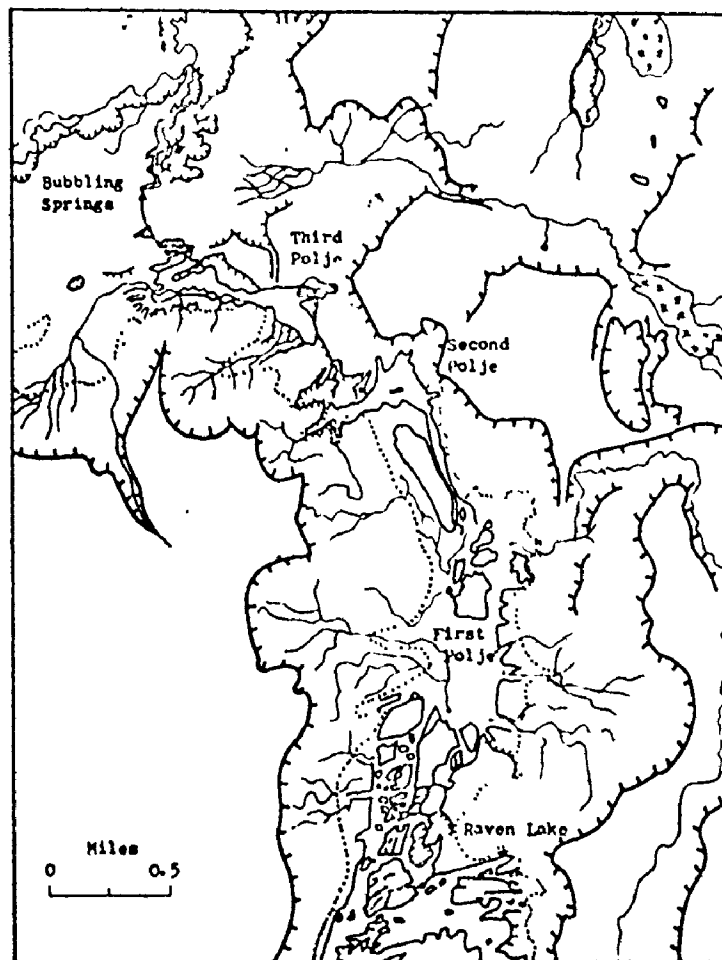 Bubbling
Springs
Third
Polje
Second
Polje
First
Polje
Raven Lake
Miles
0 0.5